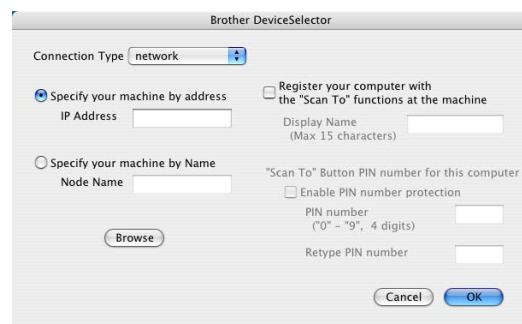 Brother DeviceSelector
Connection Type network
Specify your machine by address
IP Address
Specify your machine by Name
Node Name
Browse
Register your computer with
the "Scan To" functions at the machine
Display Name
(Max 15 characters)
"Scan To" Button PIN number for this computer
Enable PIN number protection
PIN number
("0" - "9", 4 digits)
Retype PIN number
Cancel OK